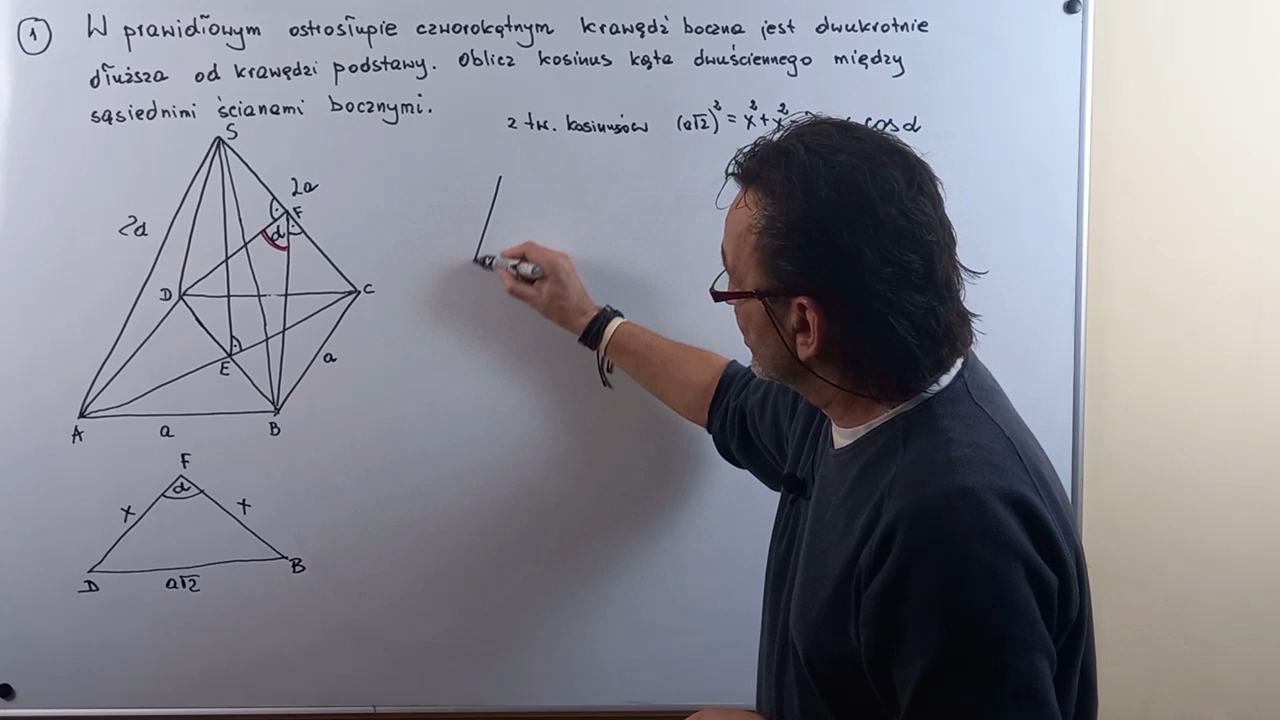 1 W prawidłowym ostrosłupie czworokątnym krawędź boczna jest dwukrotnie
dłuższa od krawędzi podstawy. Oblicz kosinus kąta dwuściennego między
sąsiednimi ścianami bocznymi.
z tw. kosinusów (a√2)² = x² + x² cos α
S
2a
2a
F
α
D
C
E
a
A
a
B
F
α
x
x
D
a√2
B